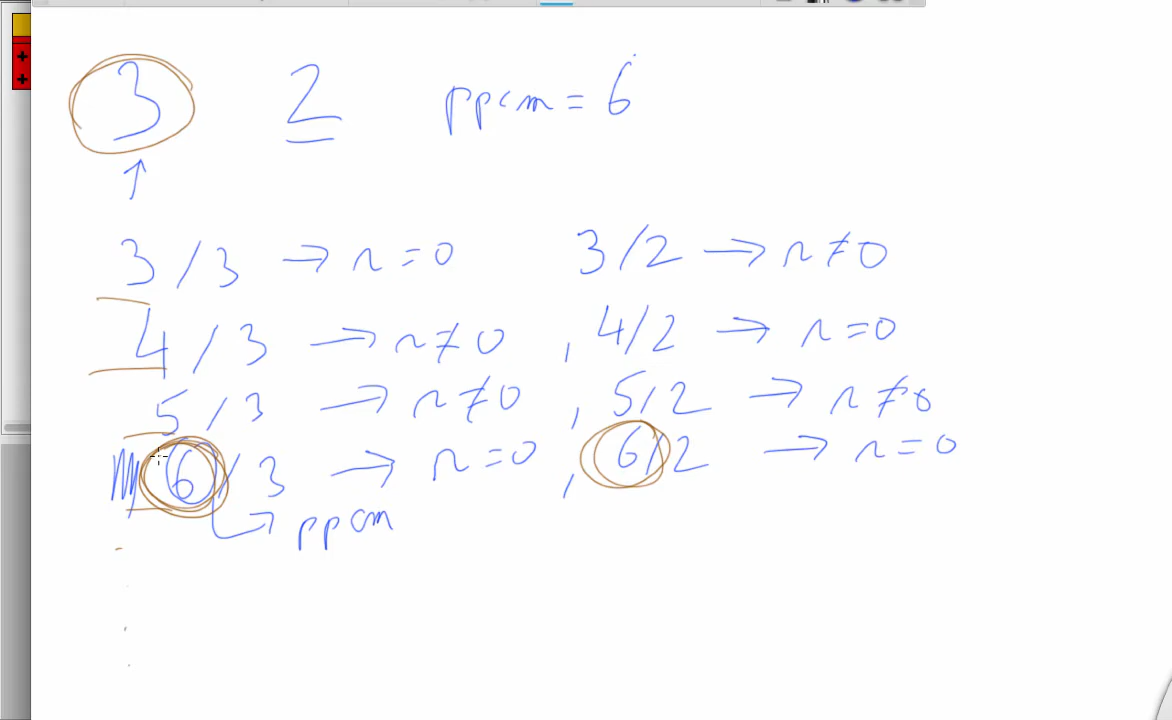 3 2 ppcm = 6
↑
3/3 → r=0 3/2 → r≠0
4/3 → r≠0 , 4/2 → r=0
5/3 → r≠0 , 5/2 → r≠0
6/3 → r=0 , 6/2 → r=0
ppcm